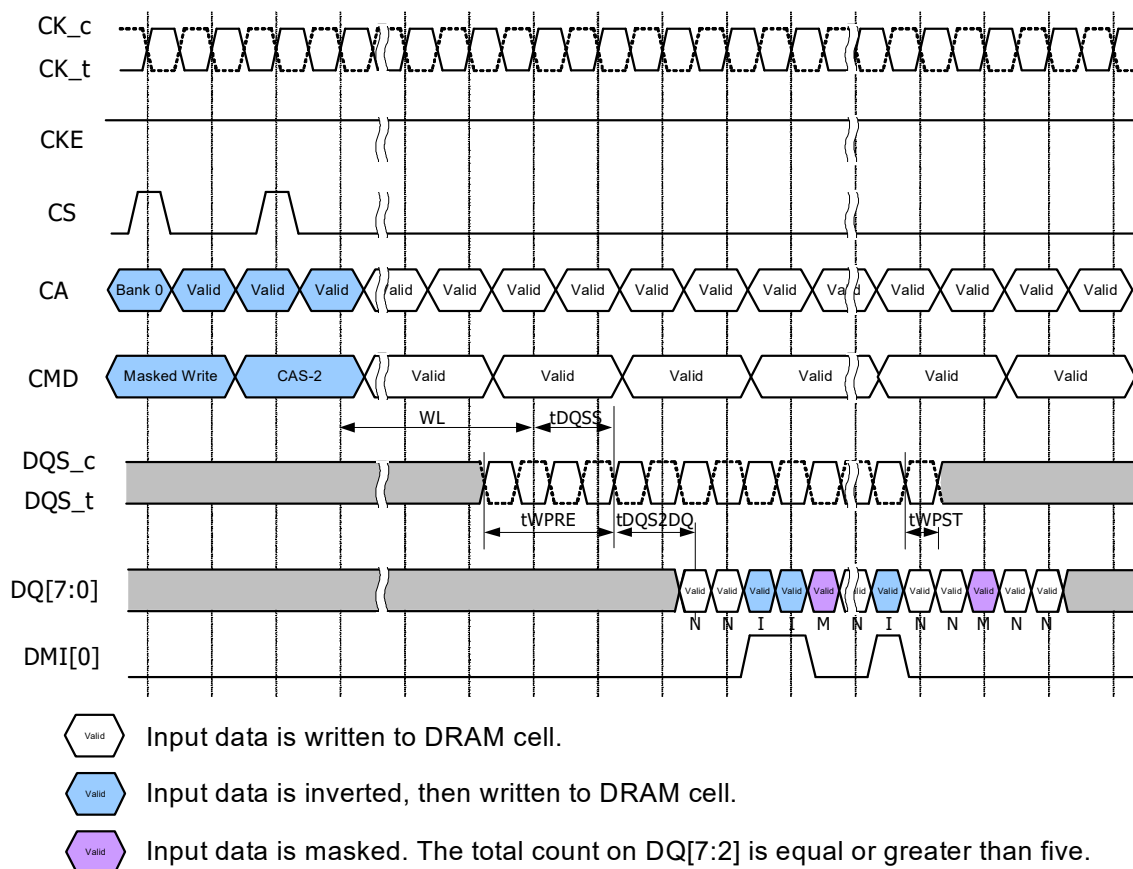 CK_c
CK_t
CKE
CS
CA Bank 0 Valid Valid Valid Valid Valid Valid Valid Valid Valid Valid Valid Valid Valid Valid Valid
CMD Masked Write CAS-2 Valid Valid Valid Valid Valid Valid
WL tDQSS
DQS_c
DQS_t
tWPRE tDQS2DQ tWPST
DQ[7:0] Valid Valid Valid Valid Valid Valid Valid Valid Valid Valid Valid Valid
N N I I M N I N N M N N
DMI[0]
Valid Input data is written to DRAM cell.
Valid Input data is inverted, then written to DRAM cell.
Valid Input data is masked. The total count on DQ[7:2] is equal or greater than five.